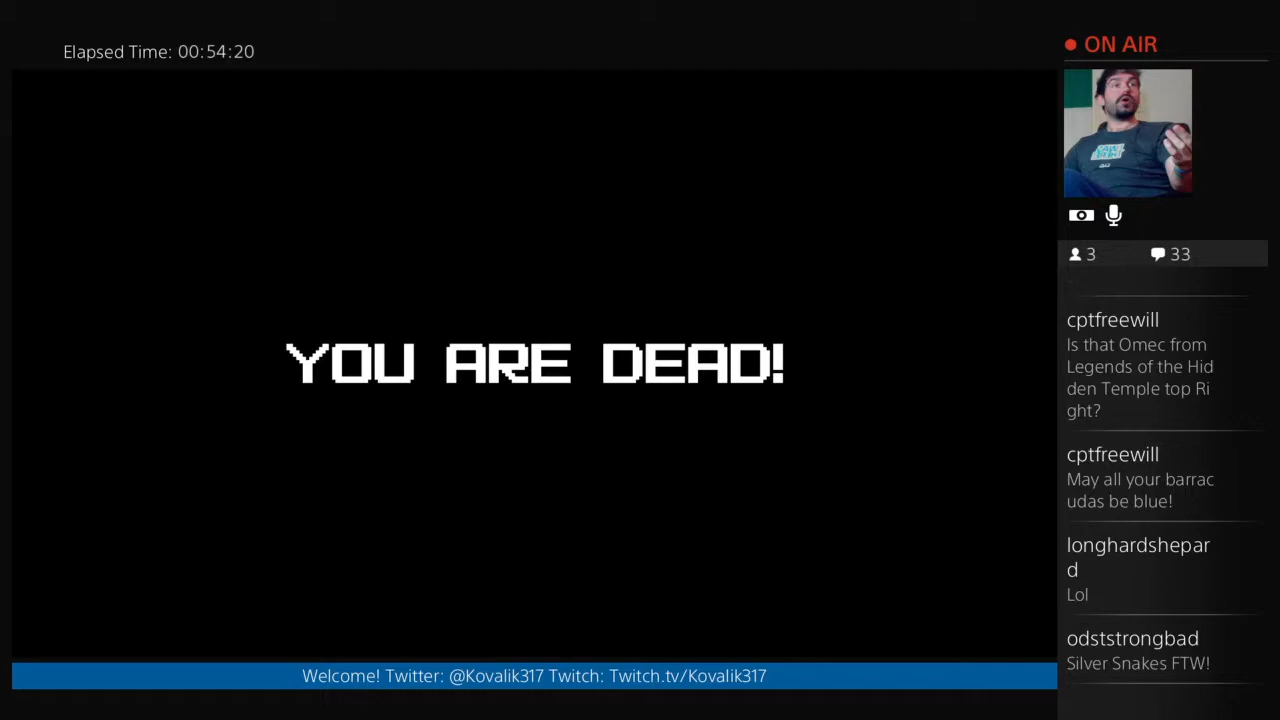 Elapsed Time: 00:54:20
ON AIR
3 33
YOU ARE DEAD!
cptfreewill
Is that Omec from
Legends of the Hid
den Temple top Ri
ght?
cptfreewill
May all your barrac
udas be blue!
longhardshepar
d
Lol
odststrongbad
Silver Snakes FTW!
Welcome! Twitter: @Kovalik317 Twitch: Twitch.tv/Kovalik317